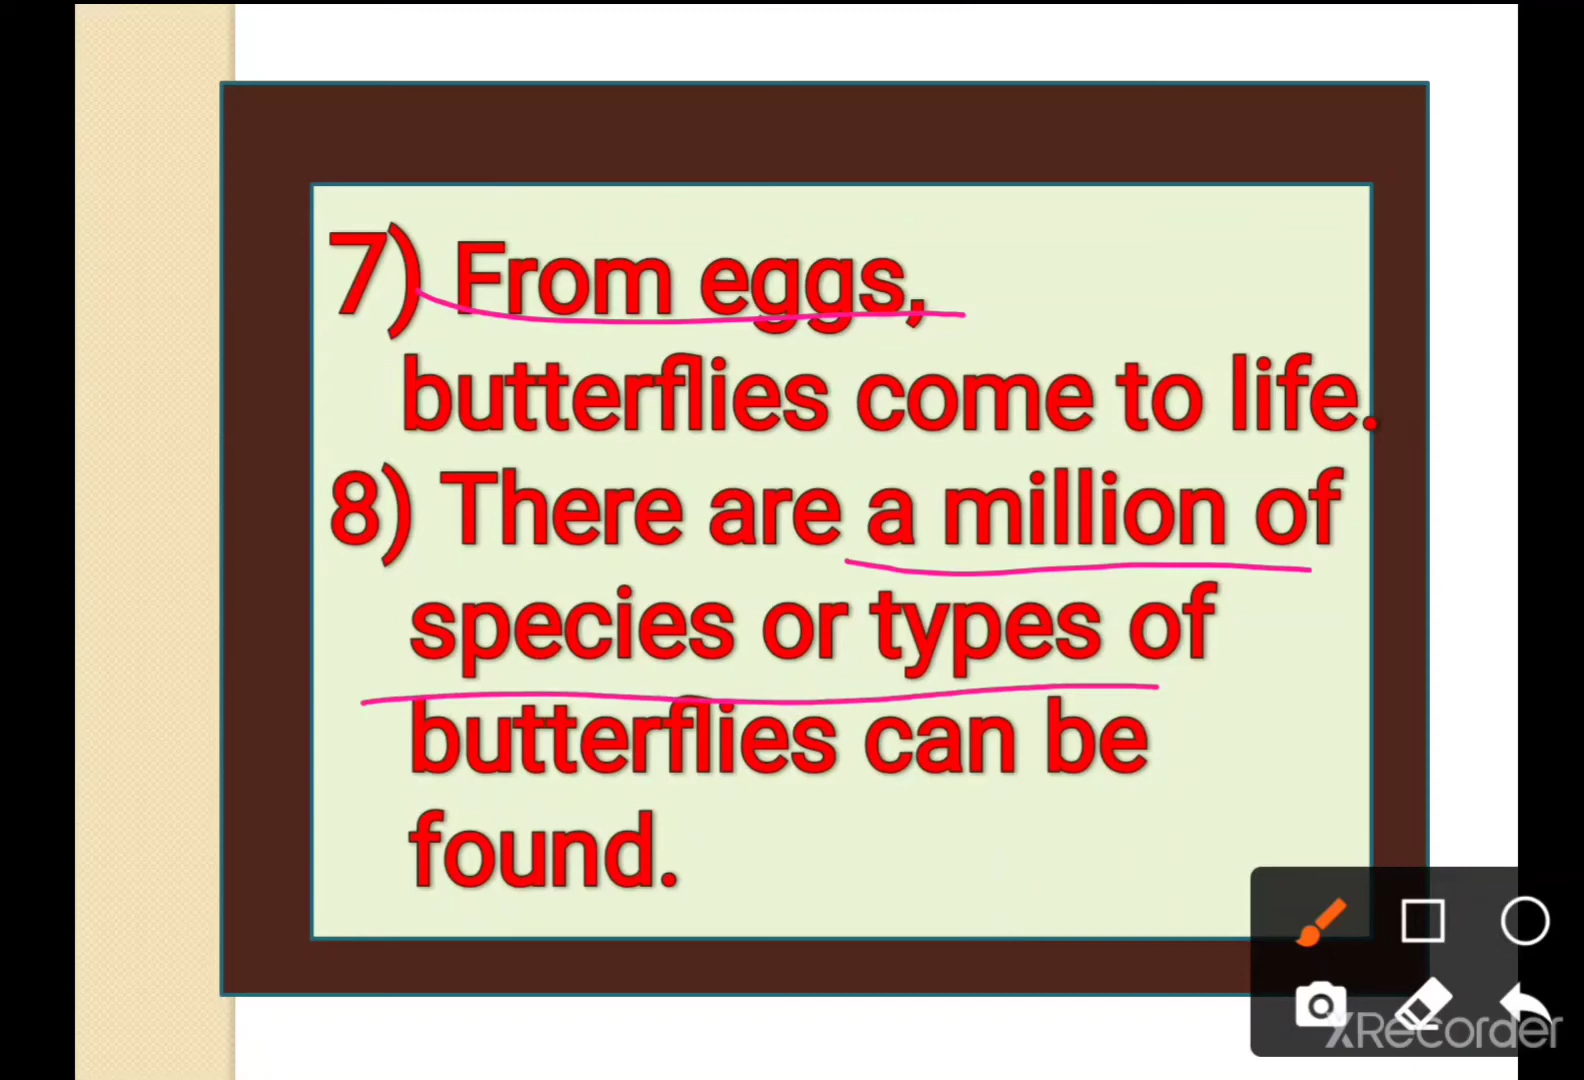 7) From eggs,
butterflies come to life.
8) There are a million of
species or types of
butterflies can be
found.
XRecorder